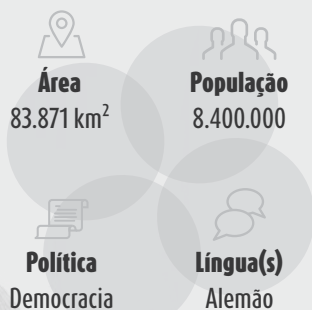 Área
83.871 km²
População
8.400.000
Política
Democracia
Língua(s)
Alemão